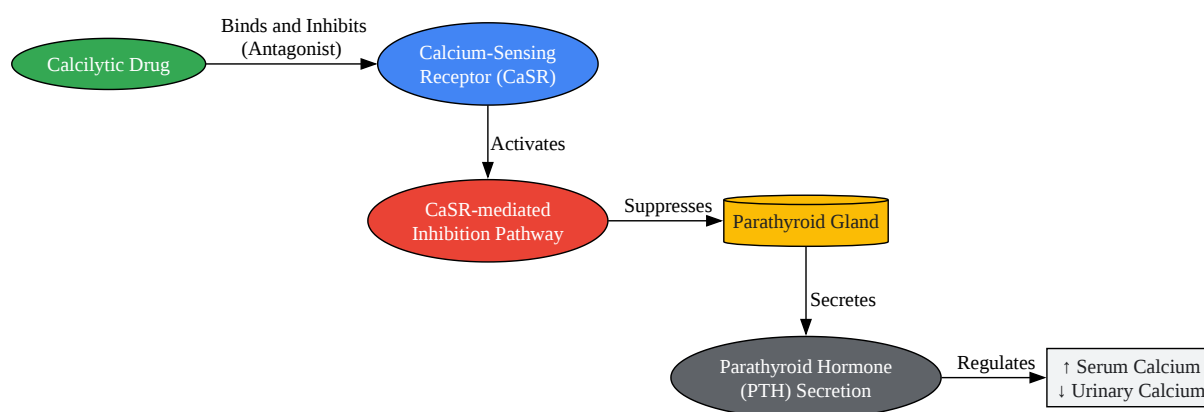 Binds and Inhibits
(Antagonist)
Calcilytic Drug
Calcium-Sensing
Receptor (CaSR)
Activates
CaSR-mediated
Inhibition Pathway
Suppresses
Parathyroid Gland
Secretes
Parathyroid Hormone
(PTH) Secretion
Regulates
↑ Serum Calcium
↓ Urinary Calcium